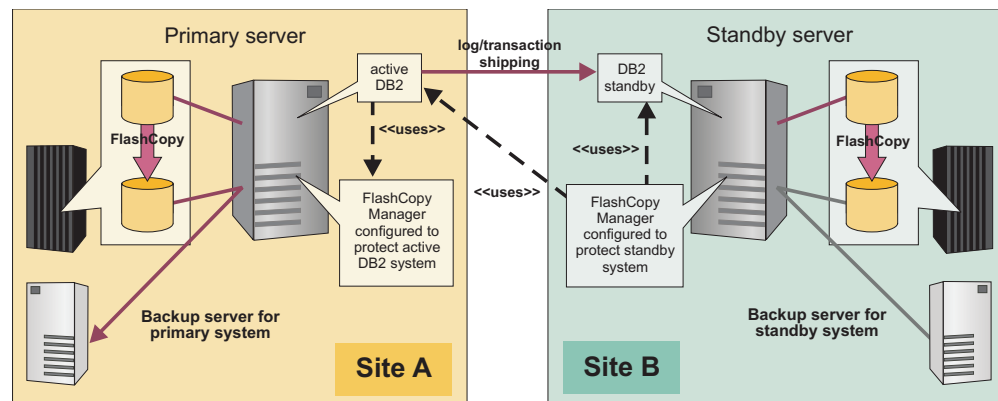 Primary server
Standby server
log/transaction
shipping
active
DB2
DB2
standby
FlashCopy
<<uses>>
<<uses>>
FlashCopy
<<uses>>
FlashCopy
Manager
configured to
protect active
DB2 system
FlashCopy
Manager
configured to
protect standby
system
Backup server for
primary system
Backup server for
standby system
Site A
Site B